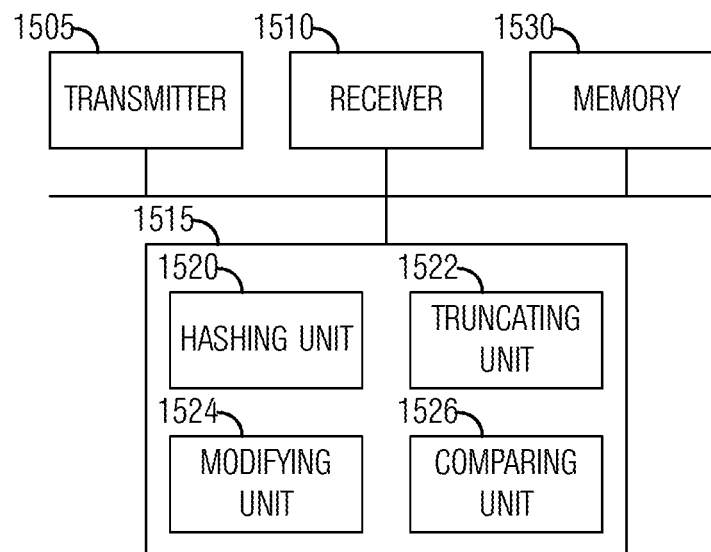 1505
1510
1530
TRANSMITTER
RECEIVER
MEMORY
1515
1520
1522
HASHING UNIT
TRUNCATING
UNIT
1524
1526
MODIFYING
UNIT
COMPARING
UNIT